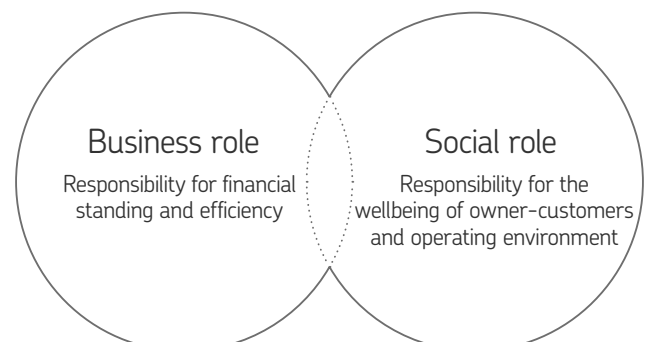 Business role
Responsibility for financial
standing and efficiency
Social role
Responsibility for the
wellbeing of owner-customers
and operating environment